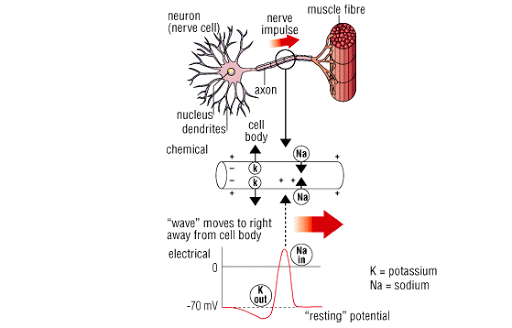 muscle fibre
neuron
(nerve cell)
nerve
impulse
axon
nucleus
dendrites
cell
body
chemical
+
+
Na
+
+
k
–
–
k
+ +
+
Na
+
"wave" moves to right
away from cell body
electrical
Na
in
0
K
out
K = potassium
Na = sodium
-70 mV
"resting" potential